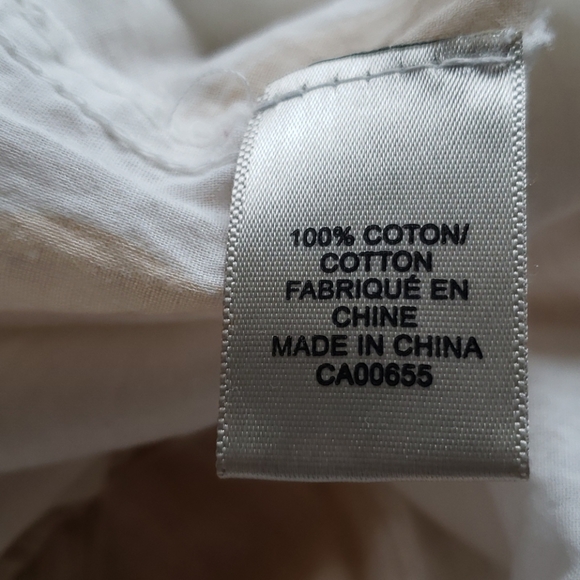 100% COTON/
COTTON
FABRIQUÉ EN
CHINE
MADE IN CHINA
CA00655